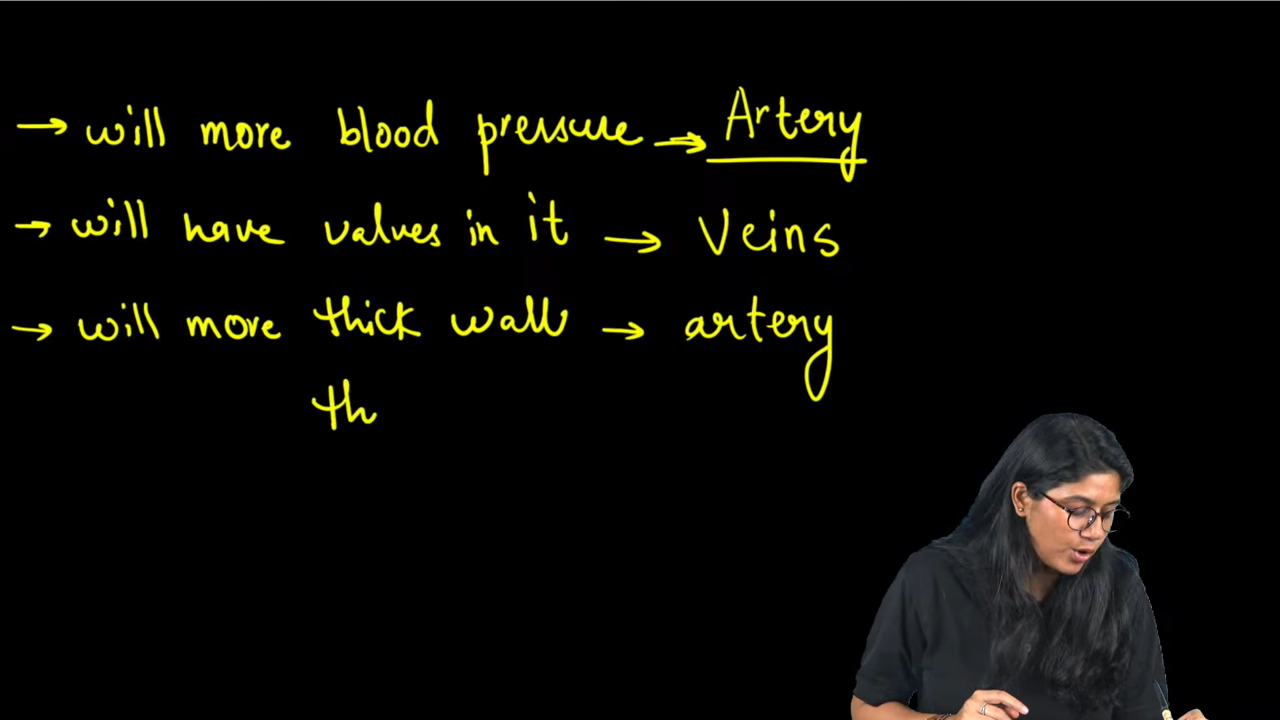 → will more blood pressure → Artery
→ will have values in it → Veins
→ will more thick wall → artery
th